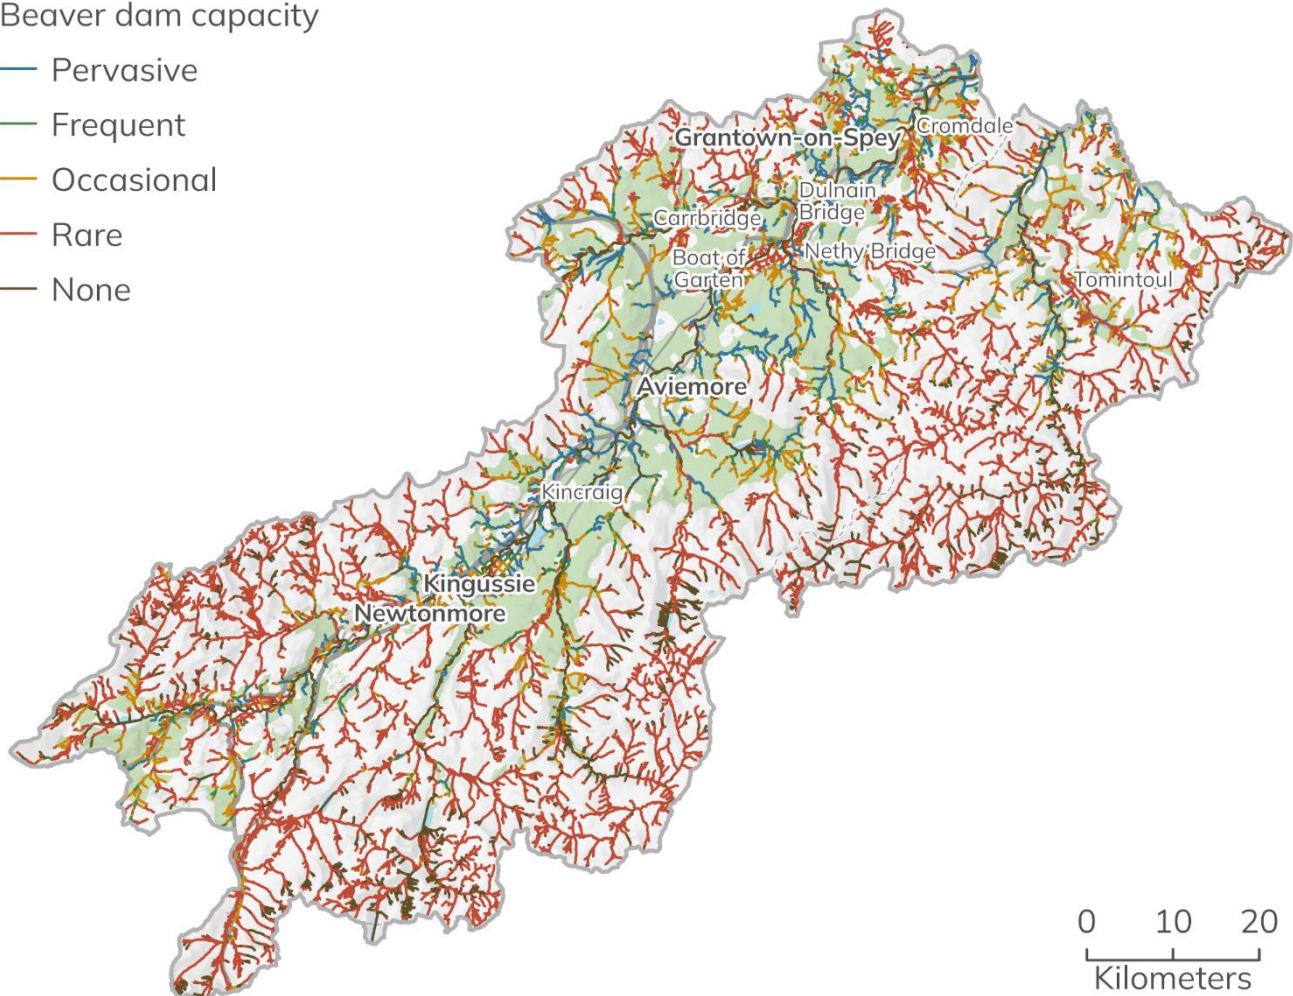 Beaver dam capacity
Pervasive
Frequent
Occasional
Rare
None
Cromdale
Grantown-on-Spey
Dulnain
Bridge
Carrbridge
Nethy Bridge
Boat of
Garten
Tomintoul
Aviemore
Kincraig
Kingussie
Newtonmore
0 10 20
Kilometers